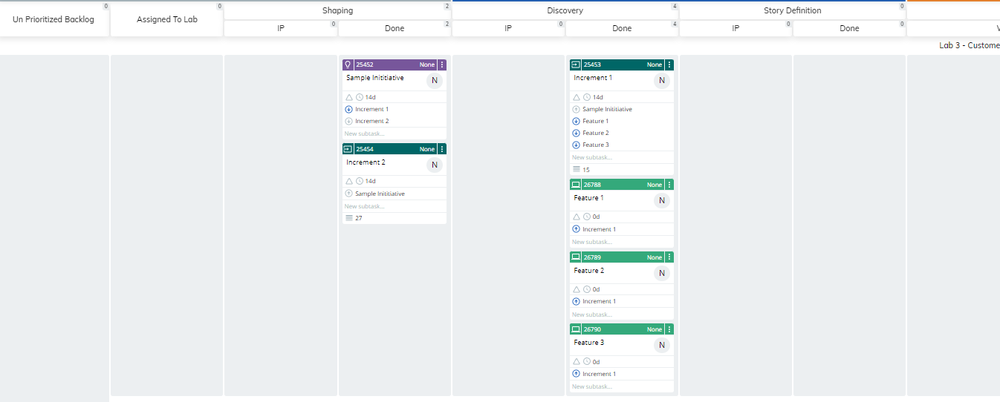 Un Prioritized Backlog
0
Assigned To Lab
0
Shaping
2
IP
0
Done
2
Discovery
4
IP
0
Done
4
Story Definition
0
IP
0
Done
0
Lab 3 - Custome
25452 None
Sample Inititiative
N
14d
Increment 1
Increment 2
New subtask...
25454 None
Increment 2
N
14d
Sample Inititiative
New subtask...
27
25453 None
Increment 1
N
14d
Sample Inititiative
Feature 1
Feature 2
Feature 3
New subtask...
15
26788 None
Feature 1
N
0d
Increment 1
New subtask...
26789 None
Feature 2
N
0d
Increment 1
New subtask...
26790 None
Feature 3
N
0d
Increment 1
New subtask...